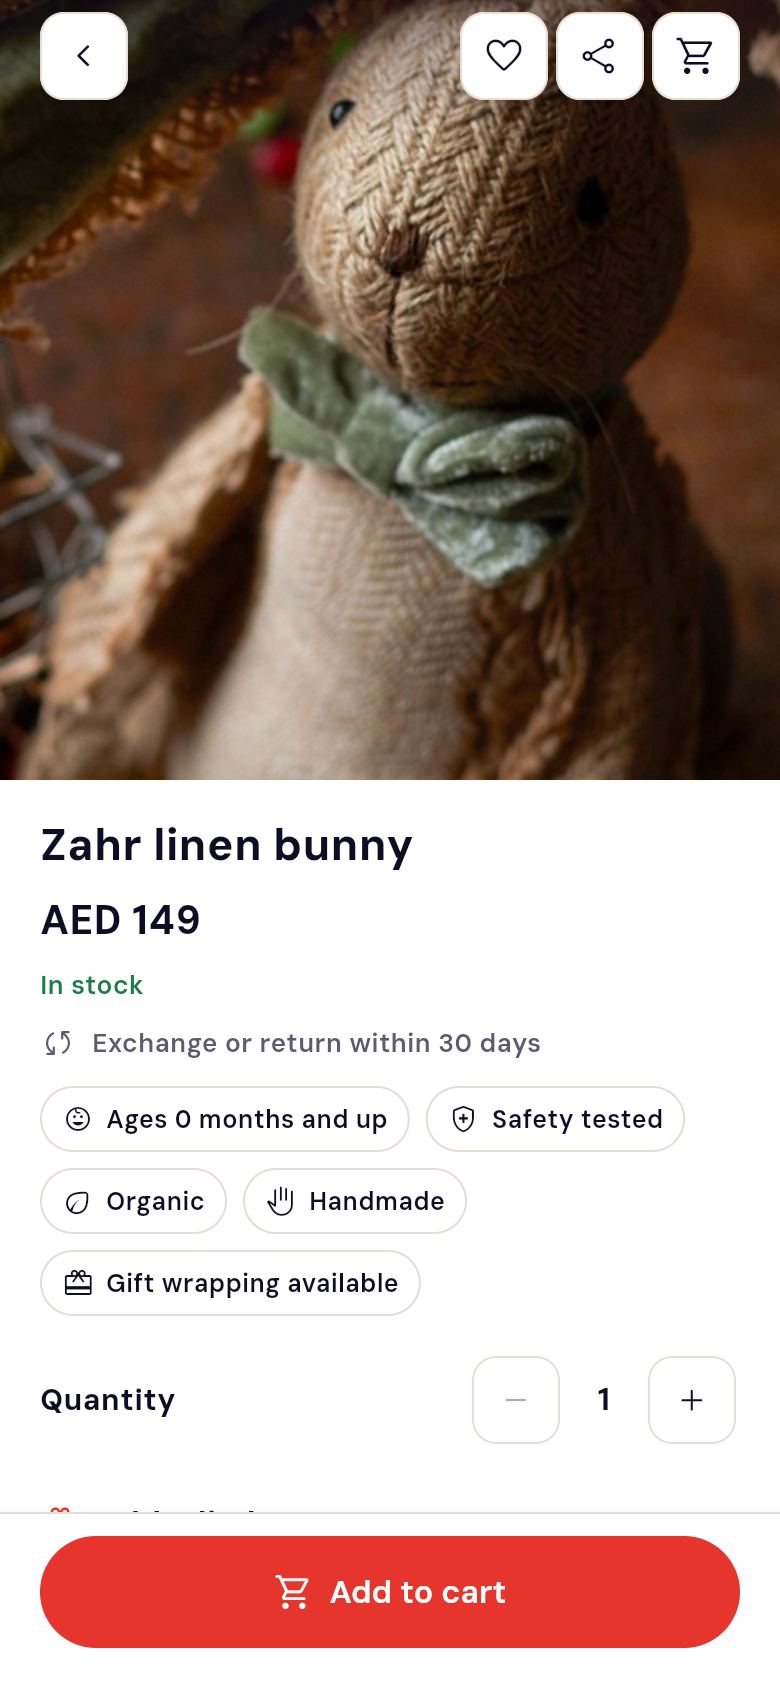 Zahr linen bunny
AED 149
In stock
Exchange or return within 30 days
Ages 0 months and up
Safety tested
Organic
Handmade
Gift wrapping available
Quantity
1
Add to cart